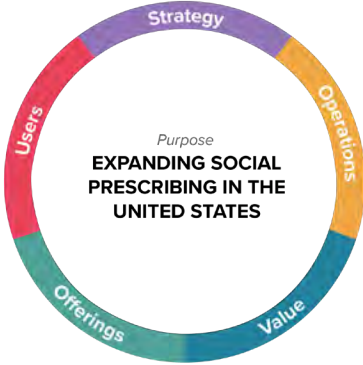 Strategy
Users
Operations
Purpose
EXPANDING SOCIAL
PRESCRIBING IN THE
UNITED STATES
Offerings
Value